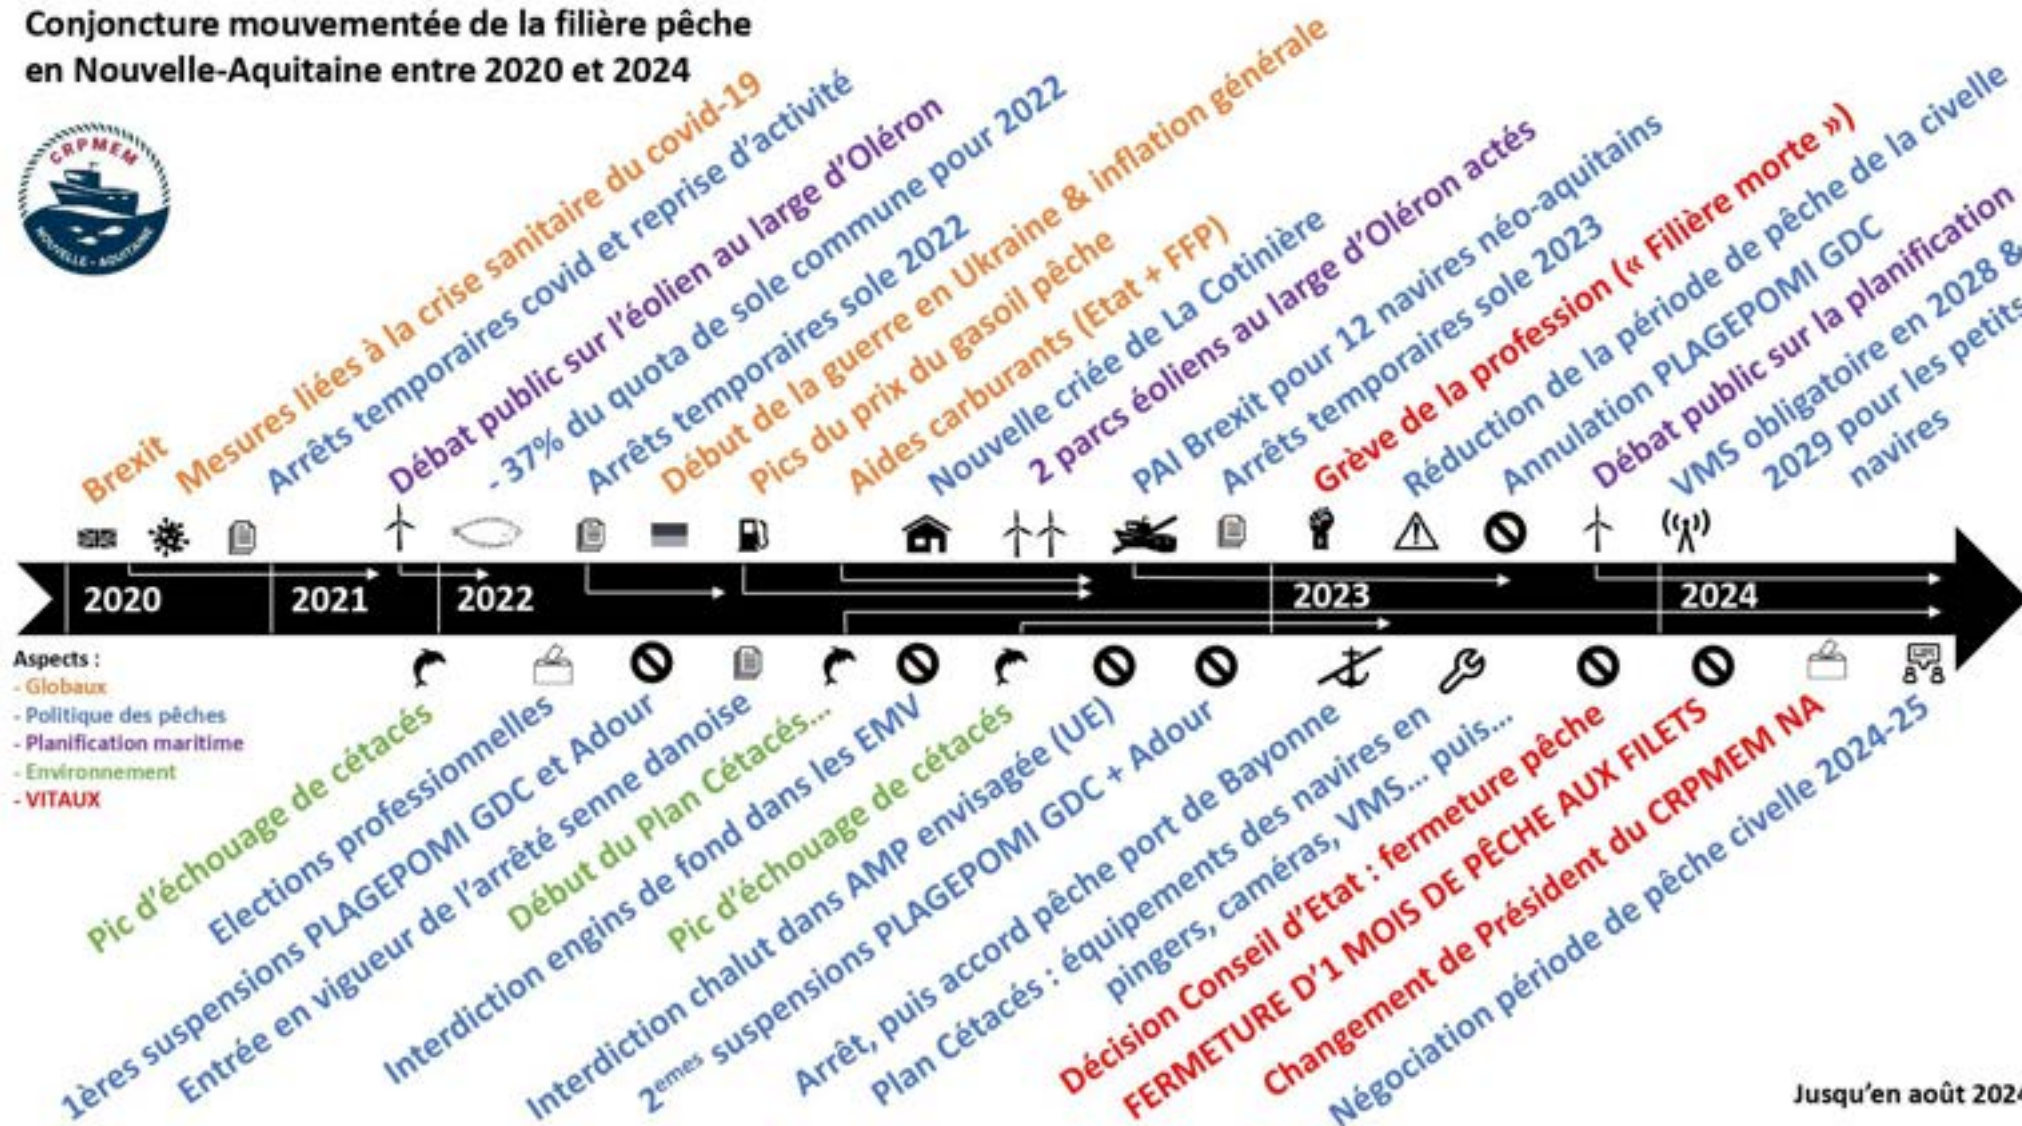 Conjoncture mouvementée de la filière pêche
en Nouvelle-Aquitaine entre 2020 et 2024
CRPMEM
NOUVELLE - AQUITAINE
Brexit
Mesures liées à la crise sanitaire du covid-19
Arrêts temporaires covid et reprise d'activité
Débat public sur l'éolien au large d'Oléron
- 37% du quota de sole commune pour 2022
Arrêts temporaires sole 2022
Début de la guerre en Ukraine & inflation générale
Pics du prix du gasoil pêche
Aides carburants (Etat + FFP)
Nouvelle criée de La Cotinière
2 parcs éoliens au large d'Oléron actés
PAI Brexit pour 12 navires néo-aquitains
Arrêts temporaires sole 2023
Grève de la profession (« Filière morte »)
Réduction de la période de pêche de la civelle
Annulation PLAGEPOMI GDC
Débat public sur la planification
VMS obligatoire en 2028 &
2029 pour les petits
navires
2020
2021
2022
2023
2024
Aspects :
- Globaux
- Politique des pêches
- Planification maritime
- Environnement
- VITAUX
Pic d'échouage de cétacés
Elections professionnelles
1ères suspensions PLAGEPOMI GDC et Adour
Entrée en vigueur de l'arrêté senne danoise
Début du Plan Cétacés...
Interdiction engins de fond dans les EMV
Pic d'échouage de cétacés
Interdiction chalut dans AMP envisagée (UE)
2emes suspensions PLAGEPOMI GDC + Adour
Arrêt, puis accord pêche port de Bayonne
Plan Cétacés : équipements des navires en
pingers, caméras, VMS... puis...
Décision Conseil d'Etat : fermeture pêche
FERMETURE D'1 MOIS DE PÊCHE AUX FILETS
Changement de Président du CRPMEM NA
Négociation période de pêche civelle 2024-25
Jusqu'en août 2024